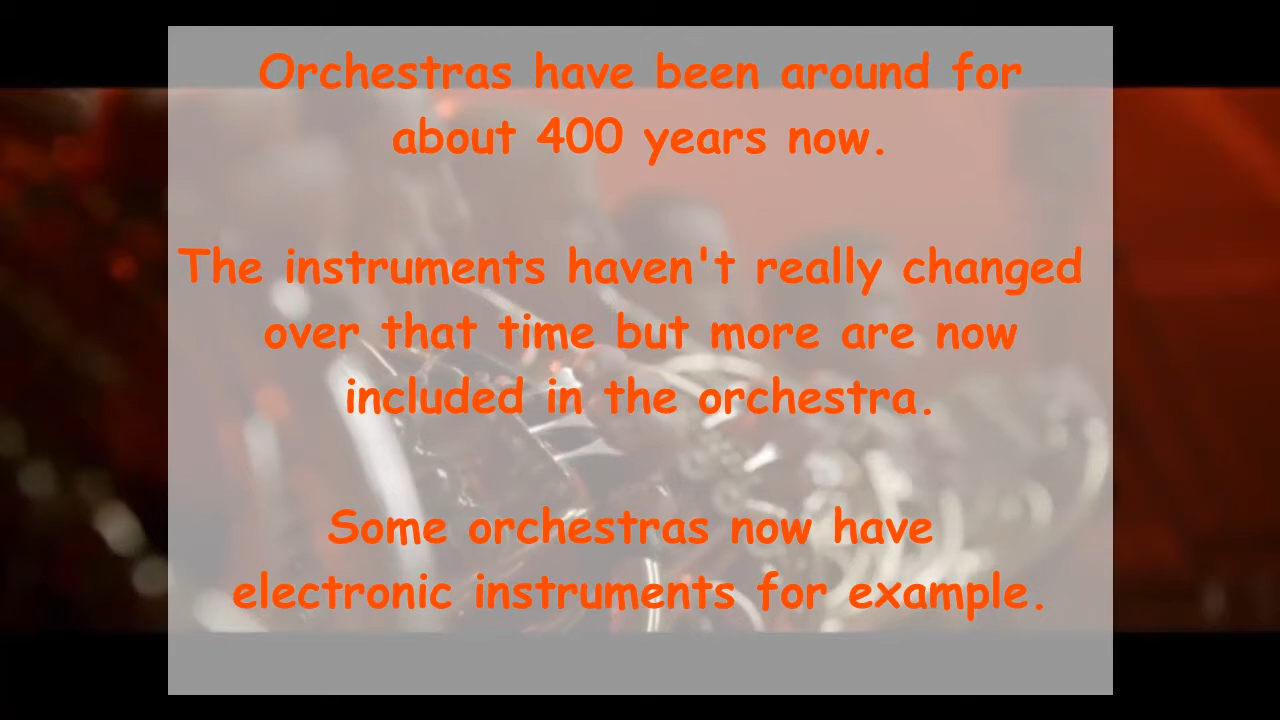 Orchestras have been around for
about 400 years now.
The instruments haven't really changed
over that time but more are now
included in the orchestra.
Some orchestras now have
electronic instruments for example.